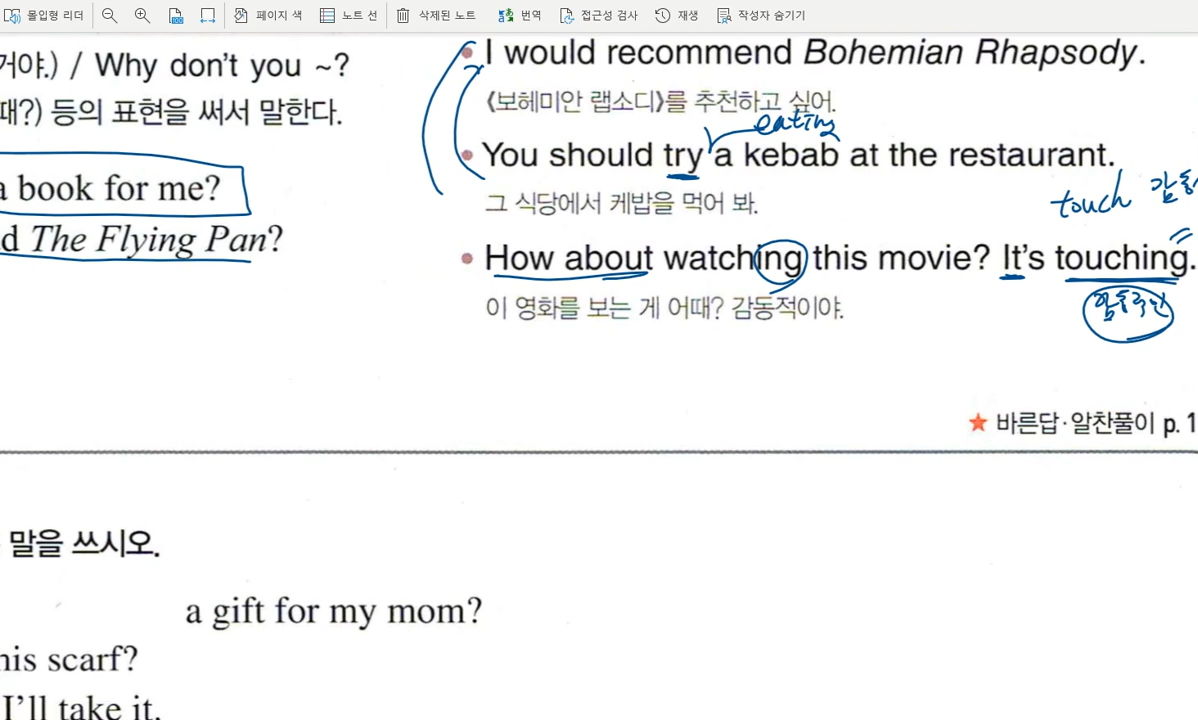 몰입형 리더 페이지 색 노트 선 삭제된 노트 번역 접근성 검사 재생 작성자 숨기기
거야.) / Why don't you ~?
때?) 등의 표현을 써서 말한다.
a book for me?
d The Flying Pan?
I would recommend Bohemian Rhapsody.
《보헤미안 랩소디》를 추천하고 싶어.
eating
You should try a kebab at the restaurant.
그 식당에서 케밥을 먹어 봐.
touch 감동
How about watching this movie? It's touching.
이 영화를 보는 게 어때? 감동적이야.
★ 바른답·알찬풀이 p. 1
말을 쓰시오.
a gift for my mom?
his scarf?
I'll take it.